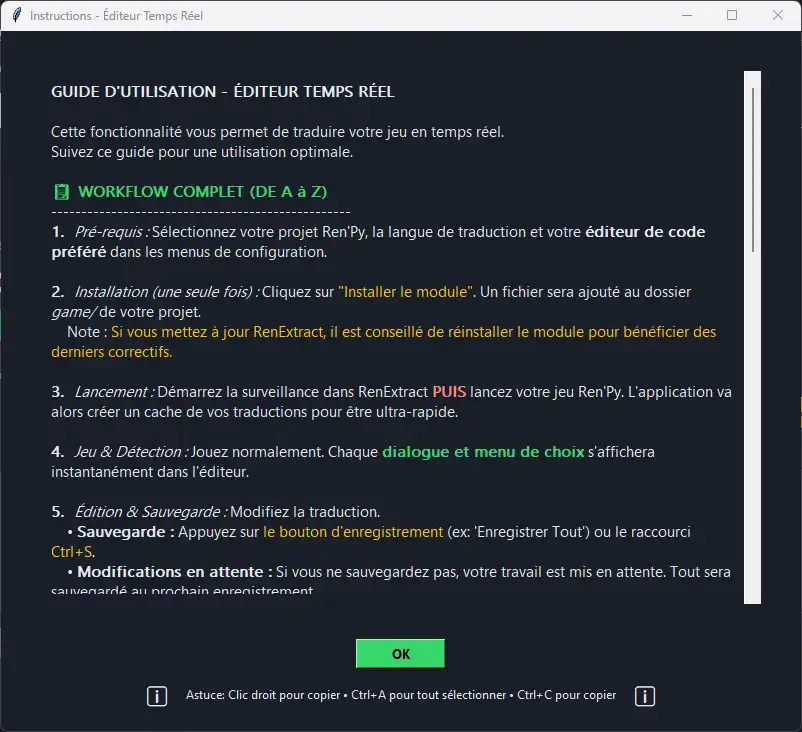 Instructions - Éditeur Temps Réel
GUIDE D'UTILISATION - ÉDITEUR TEMPS RÉEL
Cette fonctionnalité vous permet de traduire votre jeu en temps réel.
Suivez ce guide pour une utilisation optimale.
WORKFLOW COMPLET (DE A à Z)
--------------------------------------------------
1. Pré-requis : Sélectionnez votre projet Ren'Py, la langue de traduction et votre éditeur de code
préféré dans les menus de configuration.
2. Installation (une seule fois) : Cliquez sur "Installer le module". Un fichier sera ajouté au dossier
game/ de votre projet.
Note : Si vous mettez à jour RenExtract, il est conseillé de réinstaller le module pour bénéficier des
derniers correctifs.
3. Lancement : Démarrez la surveillance dans RenExtract PUIS lancez votre jeu Ren'Py. L'application va
alors créer un cache de vos traductions pour être ultra-rapide.
4. Jeu & Détection : Jouez normalement. Chaque dialogue et menu de choix s'affichera
instantanément dans l'éditeur.
5. Édition & Sauvegarde : Modifiez la traduction.
• Sauvegarde : Appuyez sur le bouton d'enregistrement (ex: 'Enregistrer Tout') ou le raccourci
Ctrl+S.
• Modifications en attente : Si vous ne sauvegardez pas, votre travail est mis en attente. Tout sera
sauvegardé au prochain enregistrement
OK
Astuce: Clic droit pour copier • Ctrl+A pour tout sélectionner • Ctrl+C pour copier